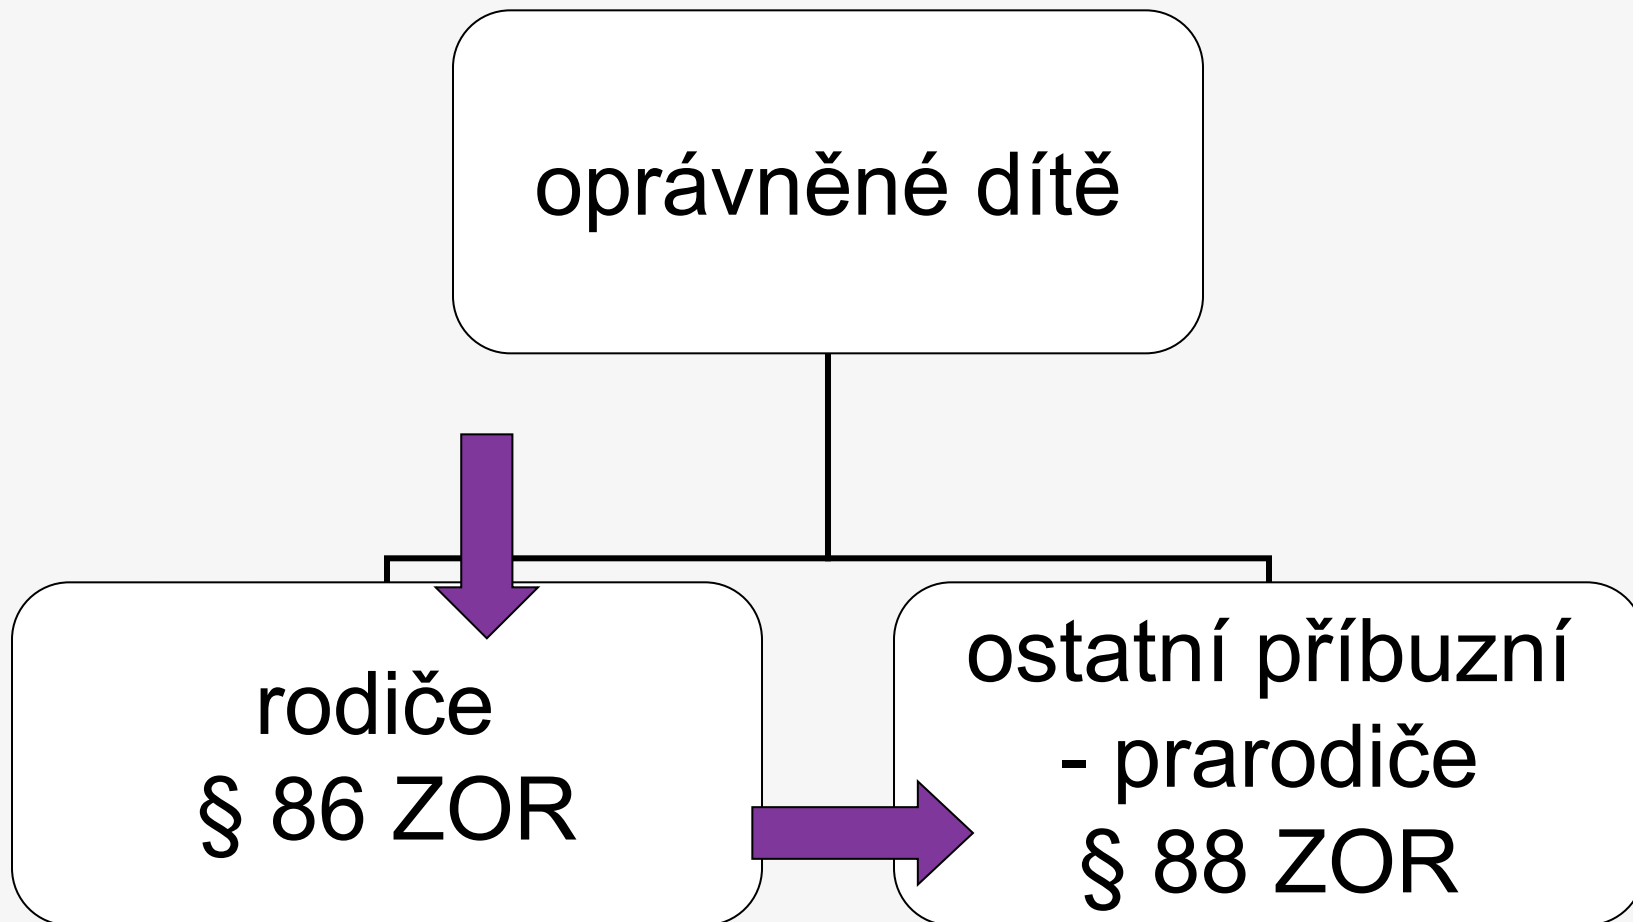 oprávněné dítě
rodiče
§ 86 ZOR
ostatní příbuzní
- prarodiče
§ 88 ZOR